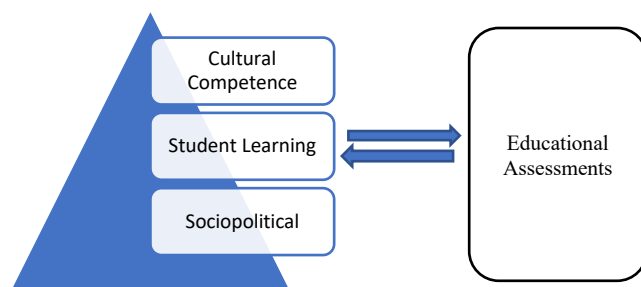 Cultural
Competence
Student Learning
Sociopolitical
Educational
Assessments